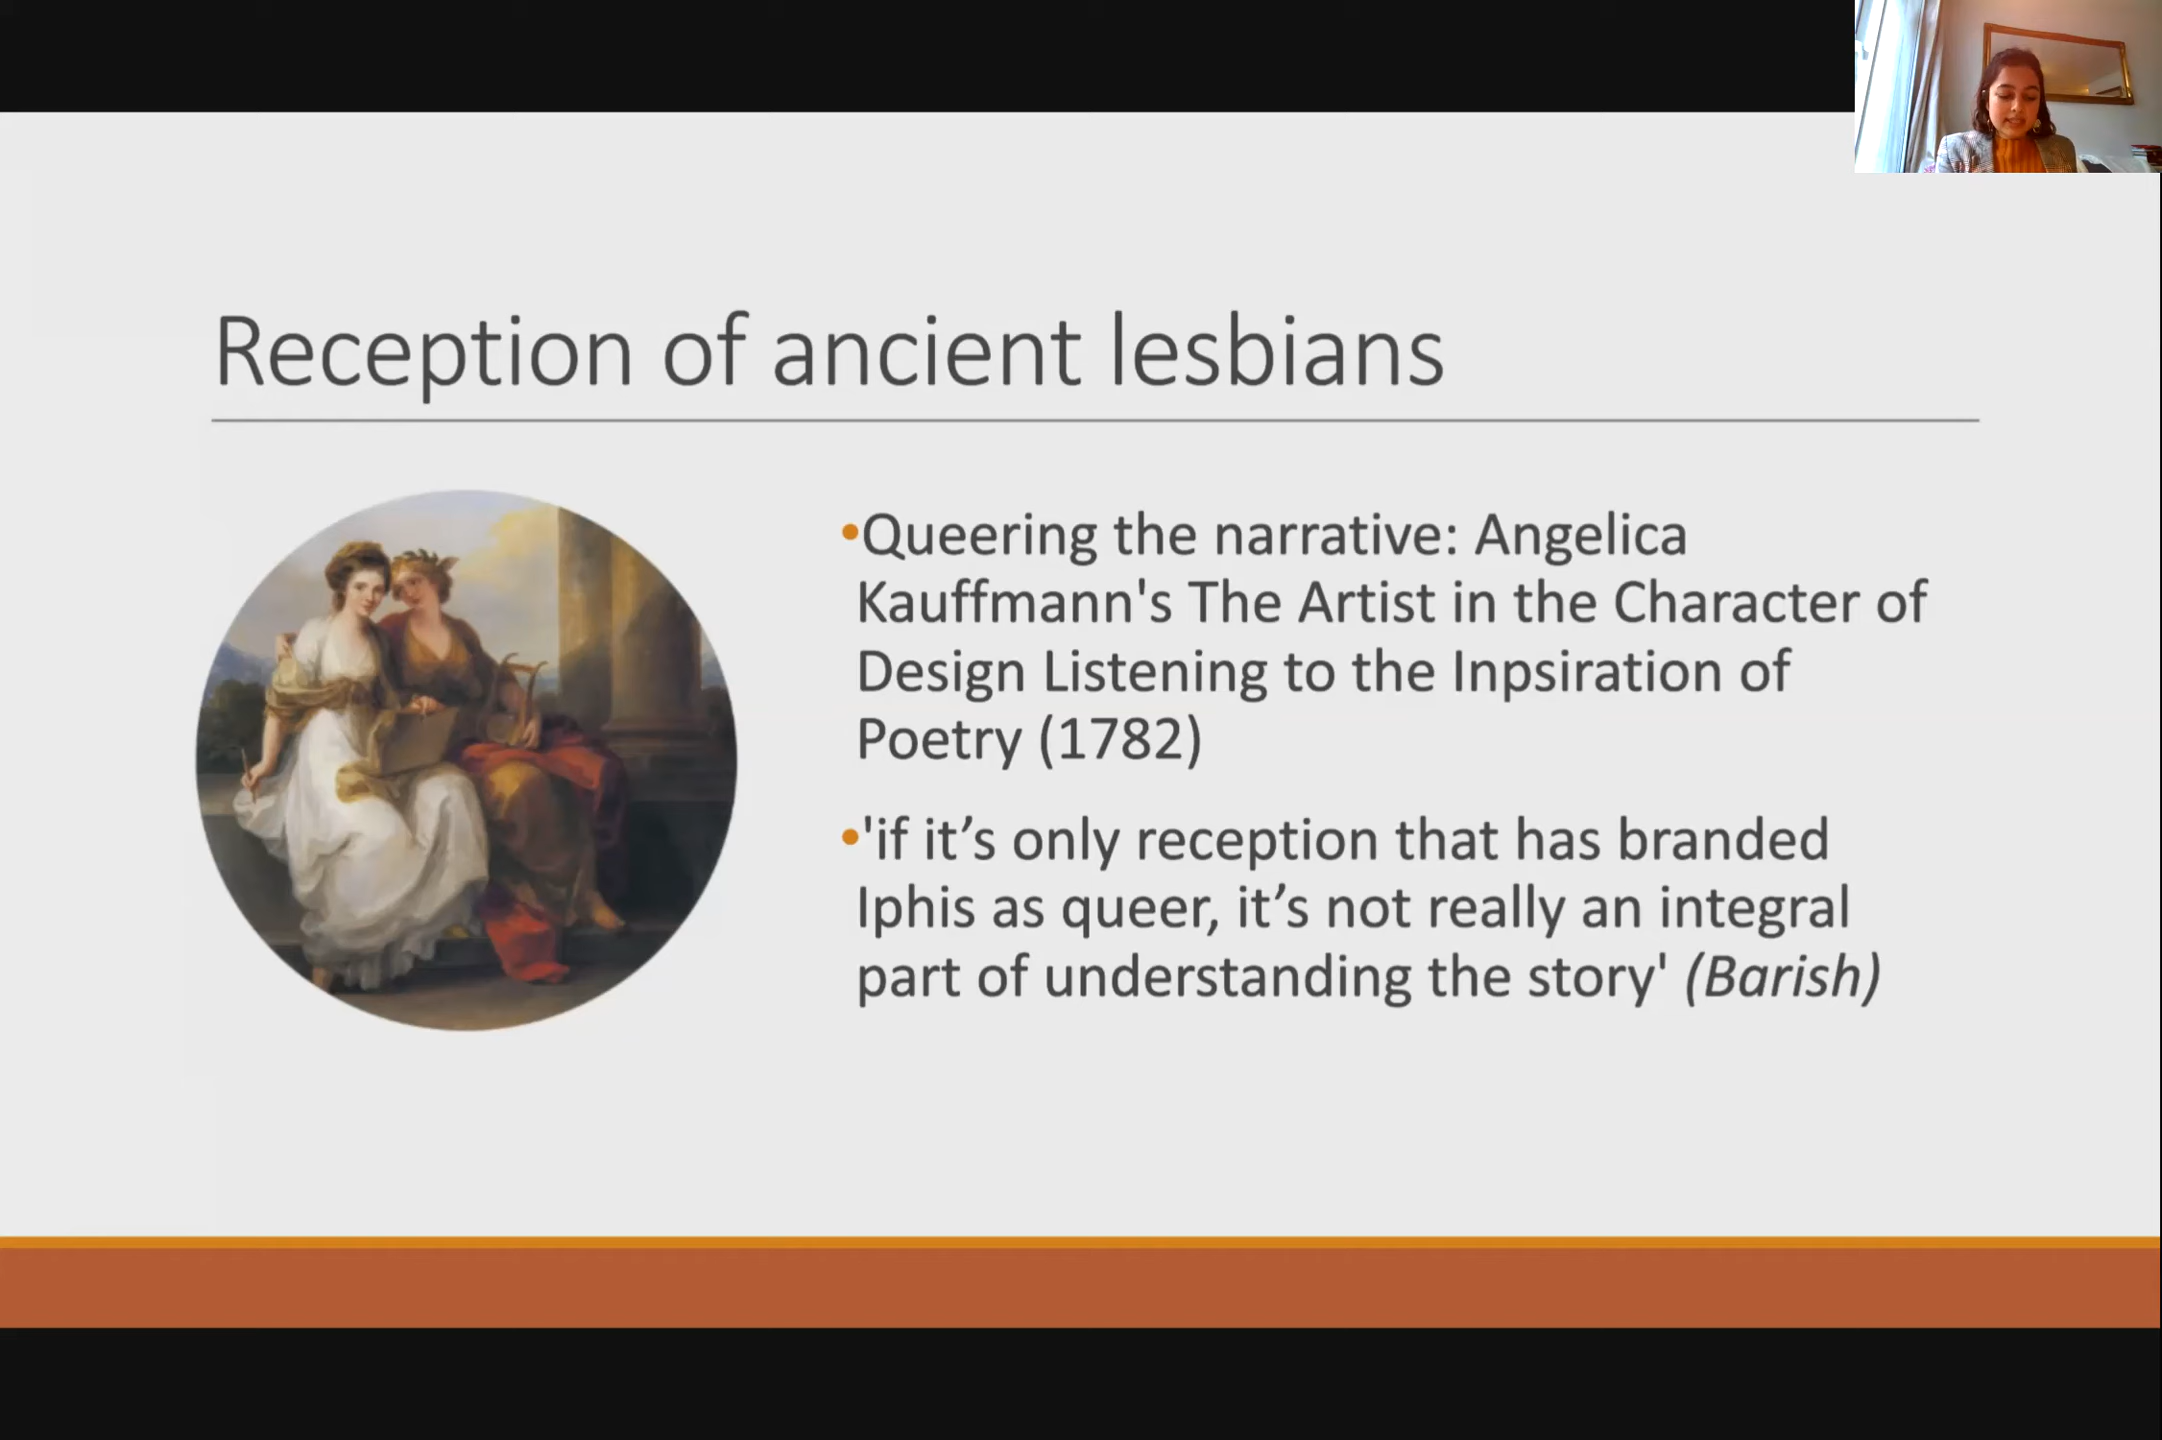 Reception of ancient lesbians
•Queering the narrative: Angelica
Kauffmann's The Artist in the Character of
Design Listening to the Inpsiration of
Poetry (1782)
•'if it’s only reception that has branded
Iphis as queer, it’s not really an integral
part of understanding the story' (Barish)